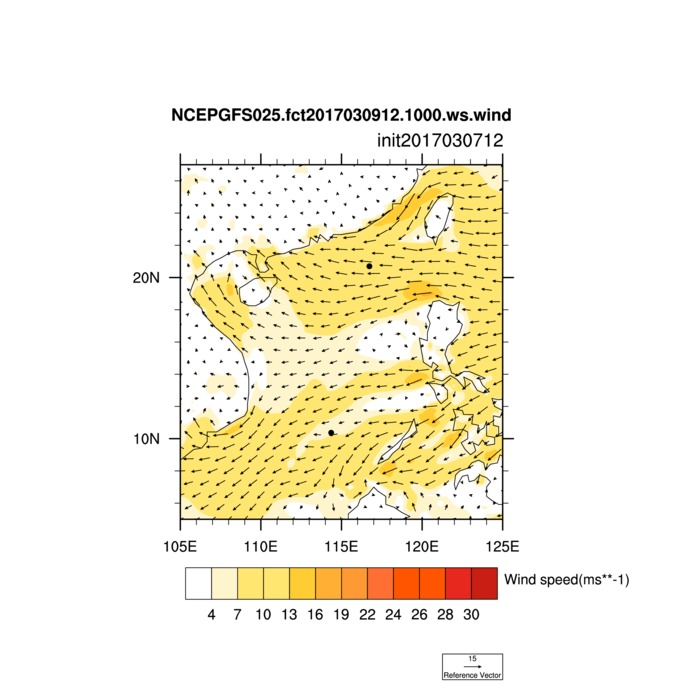 NCEPGFS025.fct2017030912.1000.ws.wind
init2017030712
20N
10N
105E 110E 115E 120E 125E
Wind speed(ms**-1)
4 7 10 13 16 19 22 24 26 28 30
15
Reference Vector